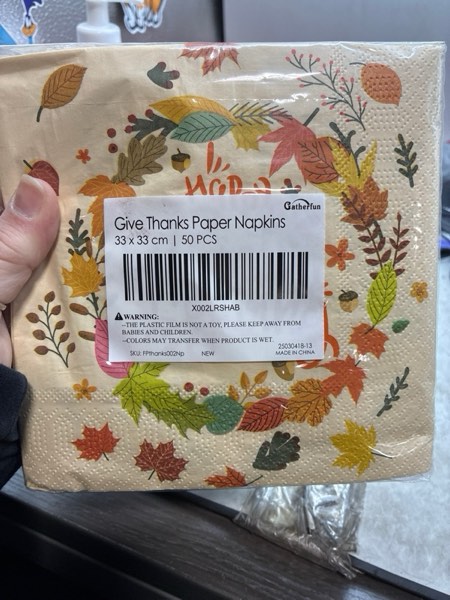 Happy
Gatherfun
Give Thanks Paper Napkins
33 x 33 cm | 50 PCS
X002LRSHAB
WARNING:
--THE PLASTIC FILM IS NOT A TOY, PLEASE KEEP AWAY FROM
BABIES AND CHILDREN.
--COLORS MAY TRANSFER WHEN PRODUCT IS WET.
25030418-13
SKU: FPthanks002Nip NEW MADE IN CHINA